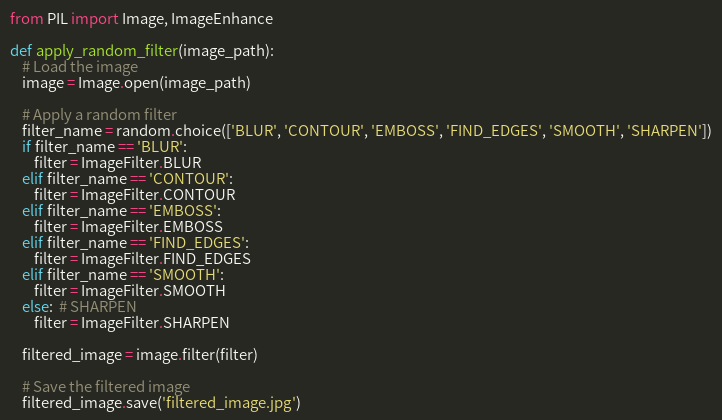 from PIL import Image, ImageEnhance

def apply_random_filter(image_path):
    # Load the image
    image = Image.open(image_path)

    # Apply a random filter
    filter_name = random.choice(['BLUR', 'CONTOUR', 'EMBOSS', 'FIND_EDGES', 'SMOOTH', 'SHARPEN'])
    if filter_name == 'BLUR':
        filter = ImageFilter.BLUR
    elif filter_name == 'CONTOUR':
        filter = ImageFilter.CONTOUR
    elif filter_name == 'EMBOSS':
        filter = ImageFilter.EMBOSS
    elif filter_name == 'FIND_EDGES':
        filter = ImageFilter.FIND_EDGES
    elif filter_name == 'SMOOTH':
        filter = ImageFilter.SMOOTH
    else:  # SHARPEN
        filter = ImageFilter.SHARPEN

    filtered_image = image.filter(filter)

    # Save the filtered image
    filtered_image.save('filtered_image.jpg')